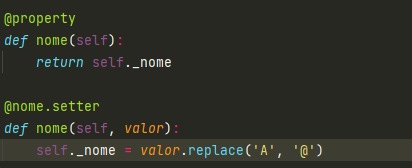 @property
def nome(self):
    return self._nome

@nome.setter
def nome(self, valor):
    self._nome = valor.replace('A', '@')